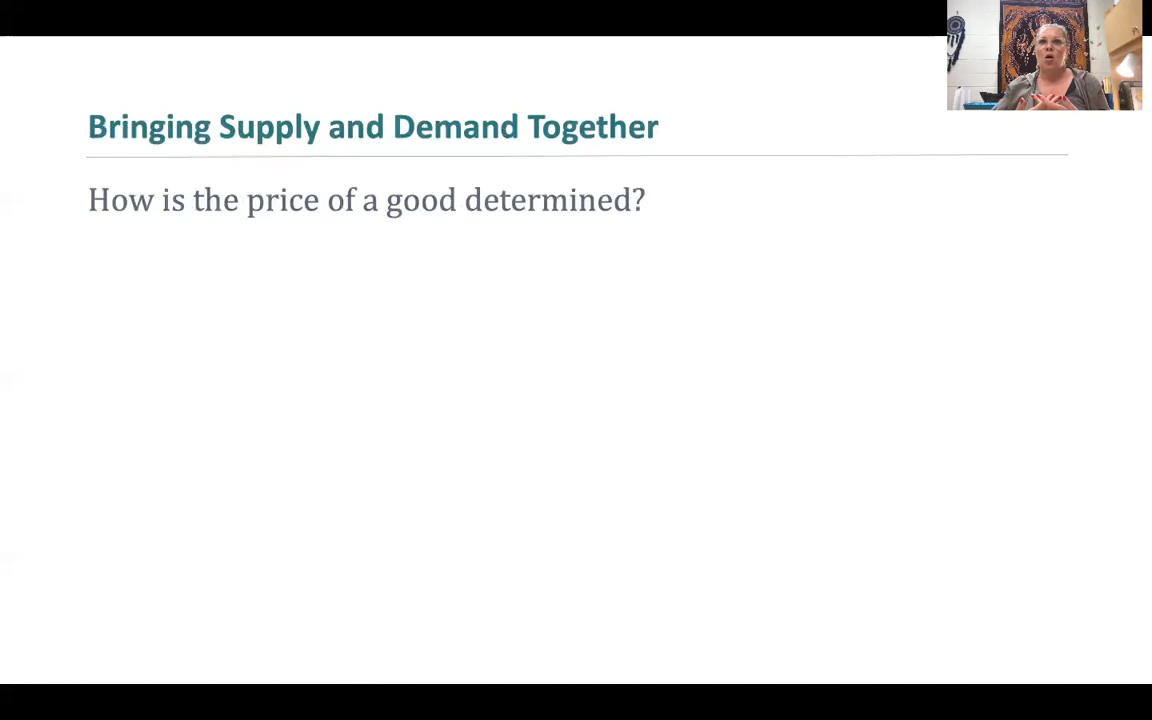 Bringing Supply and Demand Together
How is the price of a good determined?